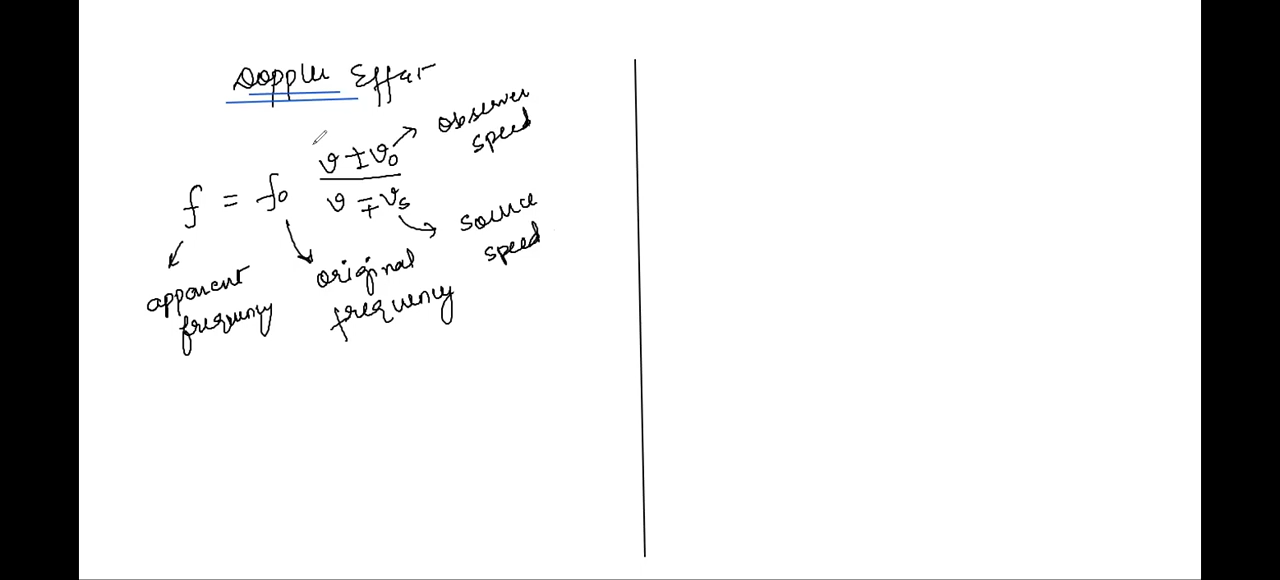 Doppler Effect
f = f₀ (v ± v₀) / (v ∓ vₛ)
observer
speed
source
speed
apparent
frequency
original
frequency